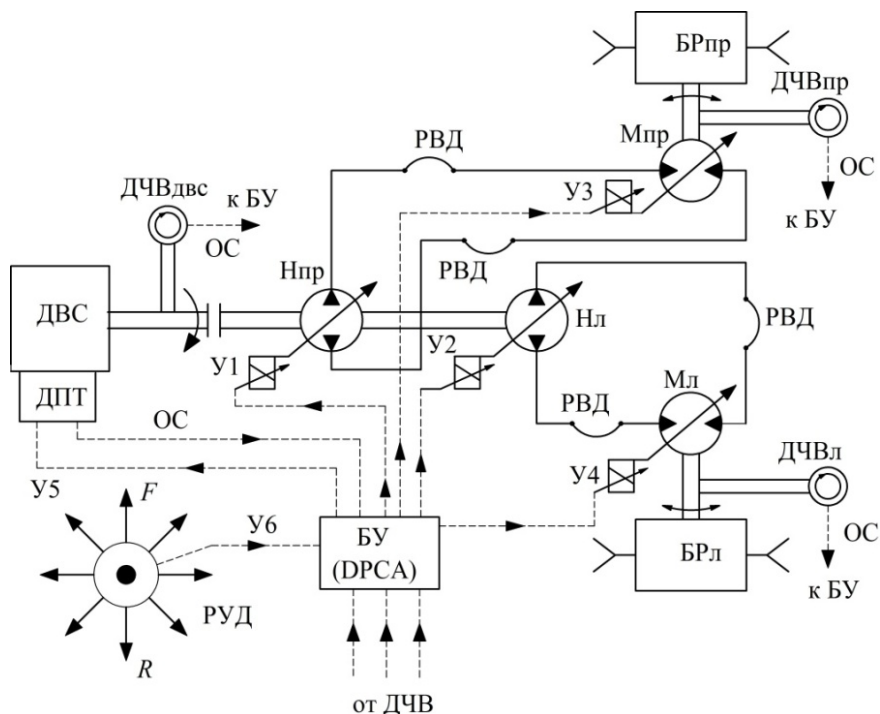 БРпр
ДЧВпр
Мпр
РВД
ОС
к БУ
У3
ДЧВдвс
к БУ
ОС
РВД
Нпр
Нл
РВД
ДВС
У1
У2
РВД
Мл
ДПТ
ОС
У4
ДЧВл
ОС
к БУ
У5
F
У6
БУ
(DPCA)
БРл
РУД
R
от ДЧВ